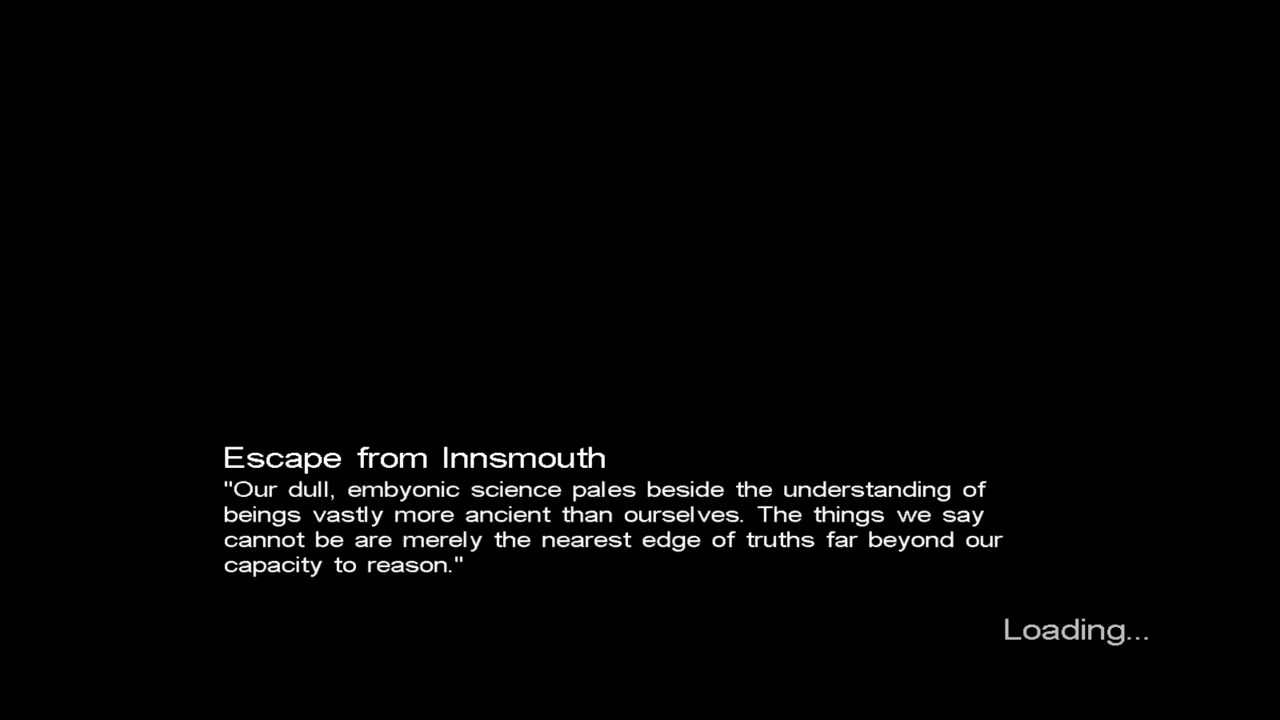 Escape from Innsmouth
"Our dull, embyonic science pales beside the understanding of
beings vastly more ancient than ourselves. The things we say
cannot be are merely the nearest edge of truths far beyond our
capacity to reason."
Loading...